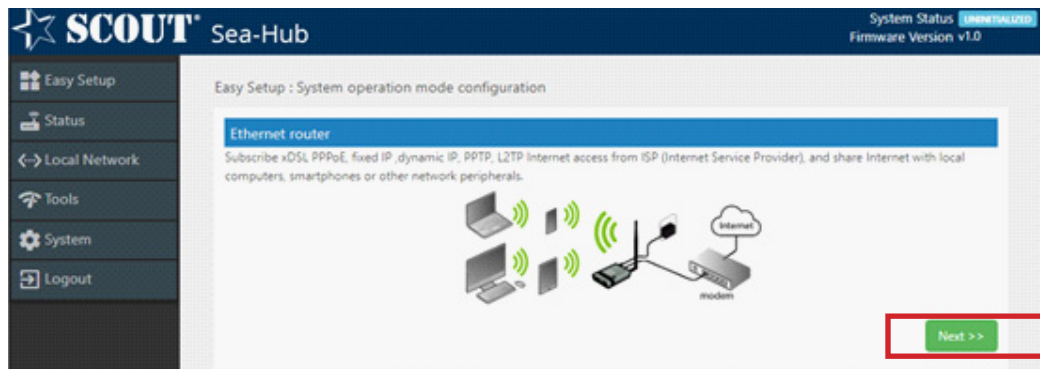 SCOUT® Sea-Hub
System Status UNINITIALIZED
Firmware Version v1.0
Easy Setup
Status
Local Network
Tools
System
Logout
Easy Setup : System operation mode configuration
Ethernet router
Subscribe xDSL PPPoE, fixed IP ,dynamic IP, PPTP, L2TP Internet access from ISP (Internet Service Provider), and share Internet with local
computers, smartphones or other network peripherals.
Internet
modem
Next >>